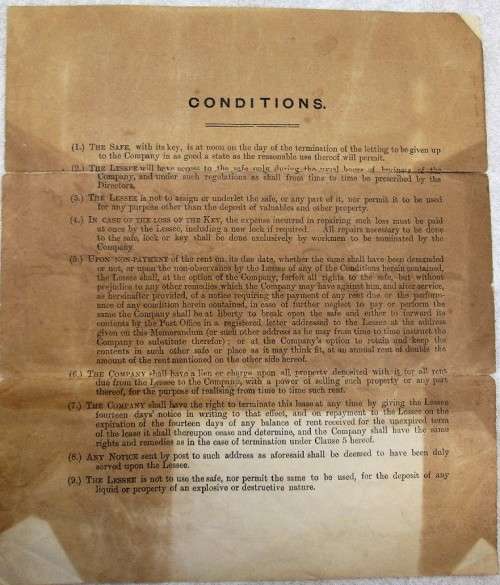 CONDITIONS.
(1.) THE SAFE, with its key, is at noon on the day of the termination of the letting to be given up
to the Company in as good a state as the reasonable use thereof will permit.
(2.) THE LESSEE will have access to the safe only during the usual hours of business of the
Company, and under such regulations as shall from time to time be prescribed by the
Directors.
(3.) THE LESSEE is not to assign or underlet the safe, or any part of it, nor permit it to be used
for any purpose other than the deposit of valuables and other property.
(4.) IN CASE OF THE LOSS OF THE KEY, the expense incurred in repairing such loss must be paid
at once by the Lessee, including a new lock if required. All repairs necessary to be done
to the safe, lock or key shall be done exclusively by workmen to be nominated by the
Company.
(5.) UPON NON-PAYMENT of the rent on its due date, whether the same shall have been demanded
or not, or upon the non-observance by the Lessee of any of the Conditions herein contained,
the Lessee shall, at the option of the Company, forfeit all rights to the safe, but without
prejudice to any other remedies which the Company may have against him, and after service,
as hereinafter provided, of a notice requiring the payment of any rent due or the perform-
ance of any condition herein contained, in case of further neglect to pay or perform the
same the Company shall be at liberty to break open the safe and either to forward its
contents by the Post Office in a registered letter addressed to the Lessee at the address
given on this Memorandum (or such other address as he may from time to time instruct the
Company to substitute therefor); or at the Company's option to retain and keep the
contents in such other safe or place as it may think fit, at an annual rent of double the
amount of the rent mentioned on the other side hereof.
(6.) THE COMPANY shall have a lien or charge upon all property deposited with it for all rent
due from the Lessee to the Company, with a power of selling such property or any part
thereof, for the purpose of realising from time to time such rent.
(7.) THE COMPANY shall have the right to terminate this lease at any time by giving the Lessee
fourteen days' notice in writing to that effect, and on repayment to the Lessee on the
expiration of the fourteen days of any balance of rent received for the unexpired term
of the lease it shall thereupon cease and determine, and the Company shall have the same
rights and remedies as in the case of termination under Clause 5 hereof.
(8.) ANY NOTICE sent by post to such address as aforesaid shall be deemed to have been duly
served upon the Lessee.
(9.) THE LESSEE is not to use the safe, nor permit the same to be used, for the deposit of any
liquid or property of an explosive or destructive nature.